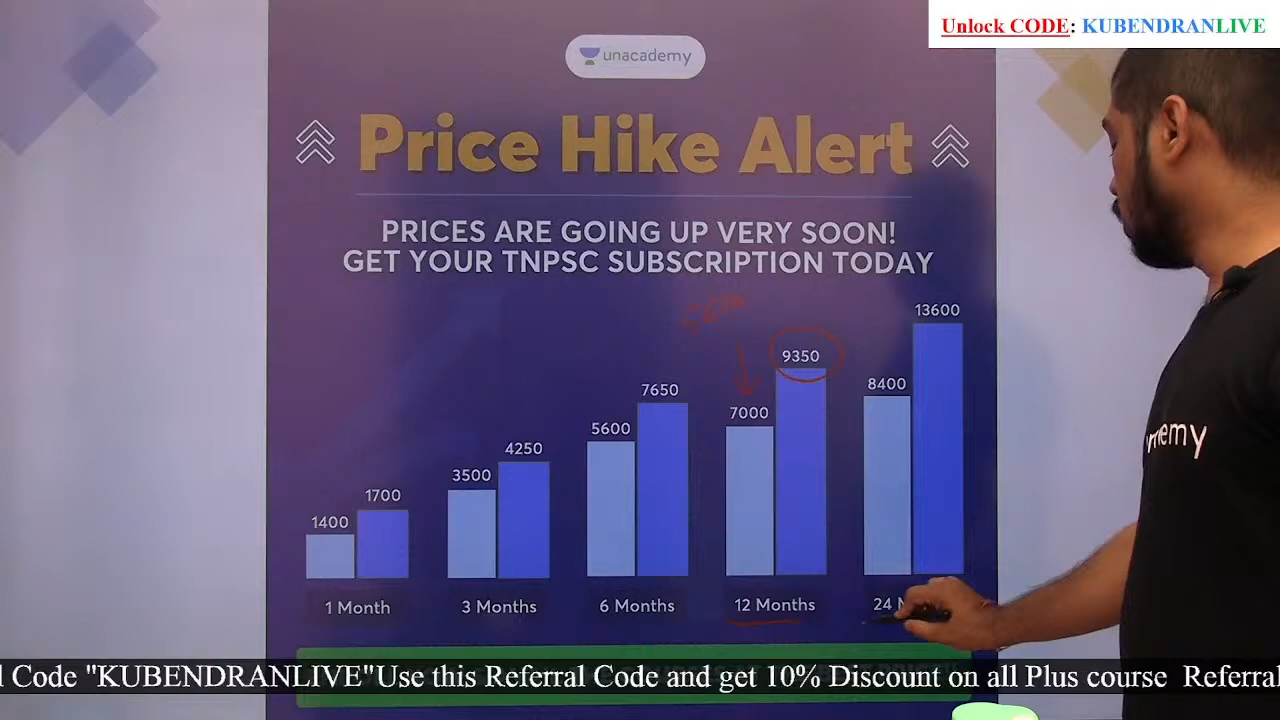 Unlock CODE: KUBENDRANLIVE
unacademy
Price Hike Alert
PRICES ARE GOING UP VERY SOON!
GET YOUR TNPSC SUBSCRIPTION TODAY
13600
9350
8400
7650
7000
5600
4250
3500
1700
1400
1 Month
3 Months
6 Months
12 Months
24
emy
l Code "KUBENDRANLIVE"Use this Referral Code and get 10% Discount on all Plus course Referral